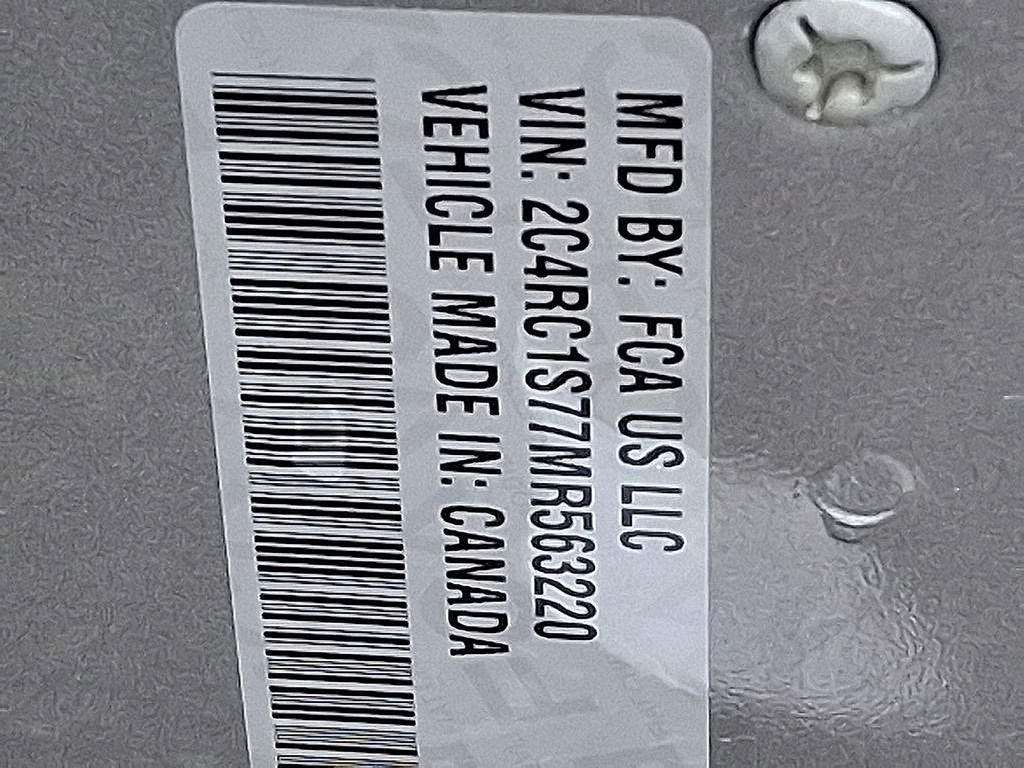 MFD BY: FCA US LLC
VIN: 2C4RC1S77MR563220
VEHICLE MADE IN: CANADA